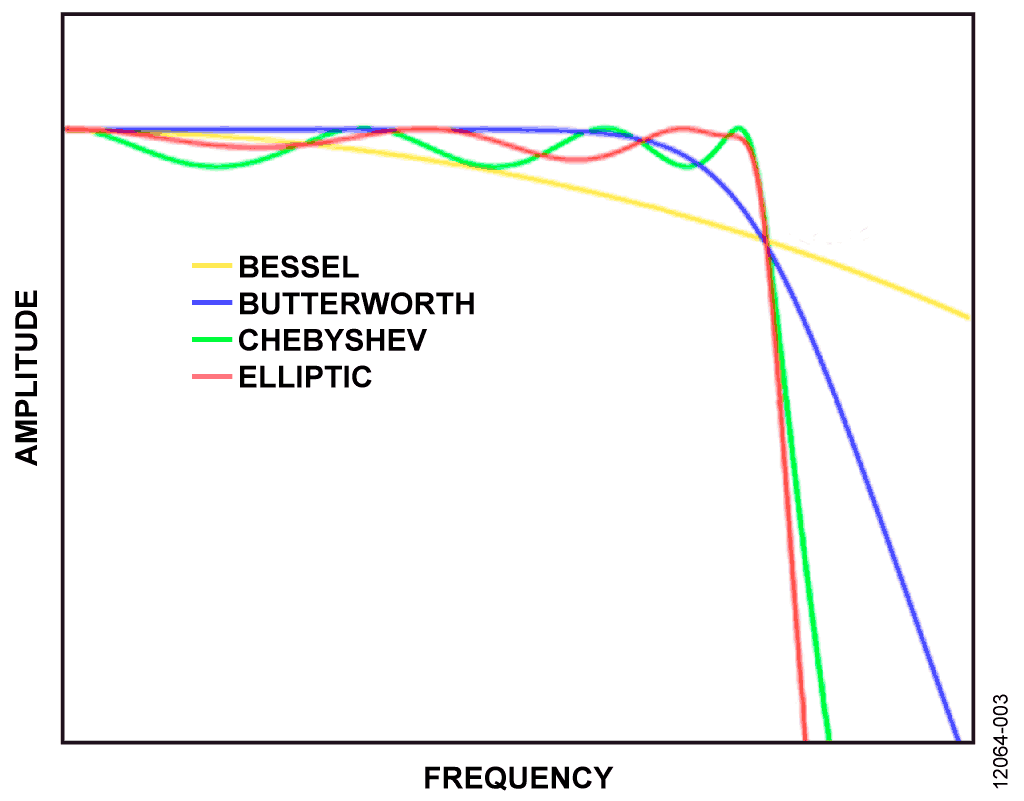 BESSEL
BUTTERWORTH
CHEBYSHEV
ELLIPTIC
AMPLITUDE
FREQUENCY
12064-003